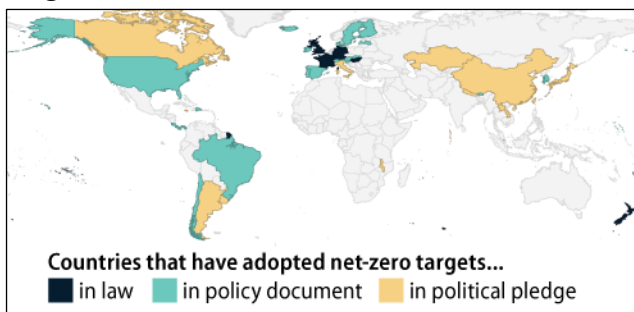 Countries that have adopted net-zero targets...
in law in policy document in political pledge